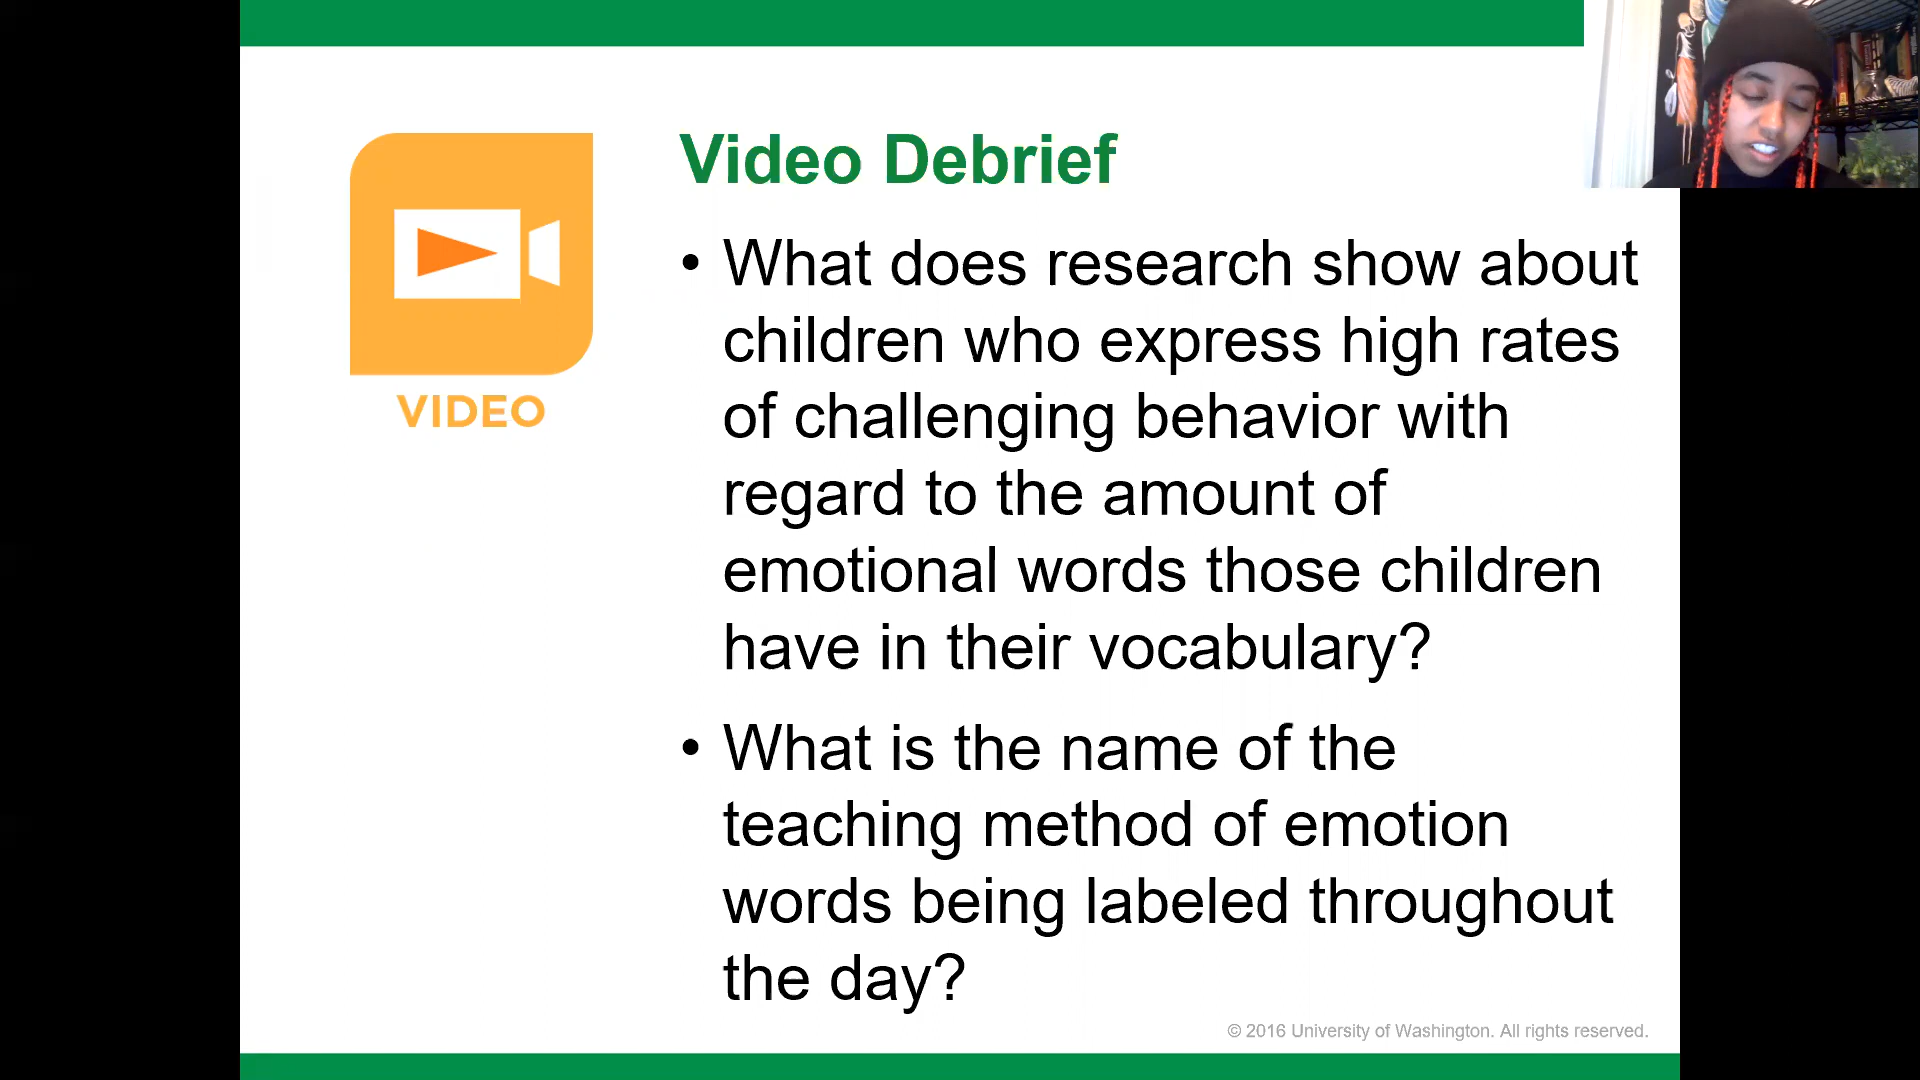 Video Debrief
• What does research show about
children who express high rates
of challenging behavior with
regard to the amount of
emotional words those children
have in their vocabulary?
• What is the name of the
teaching method of emotion
words being labeled throughout
the day?
VIDEO
© 2016 University of Washington. All rights reserved.